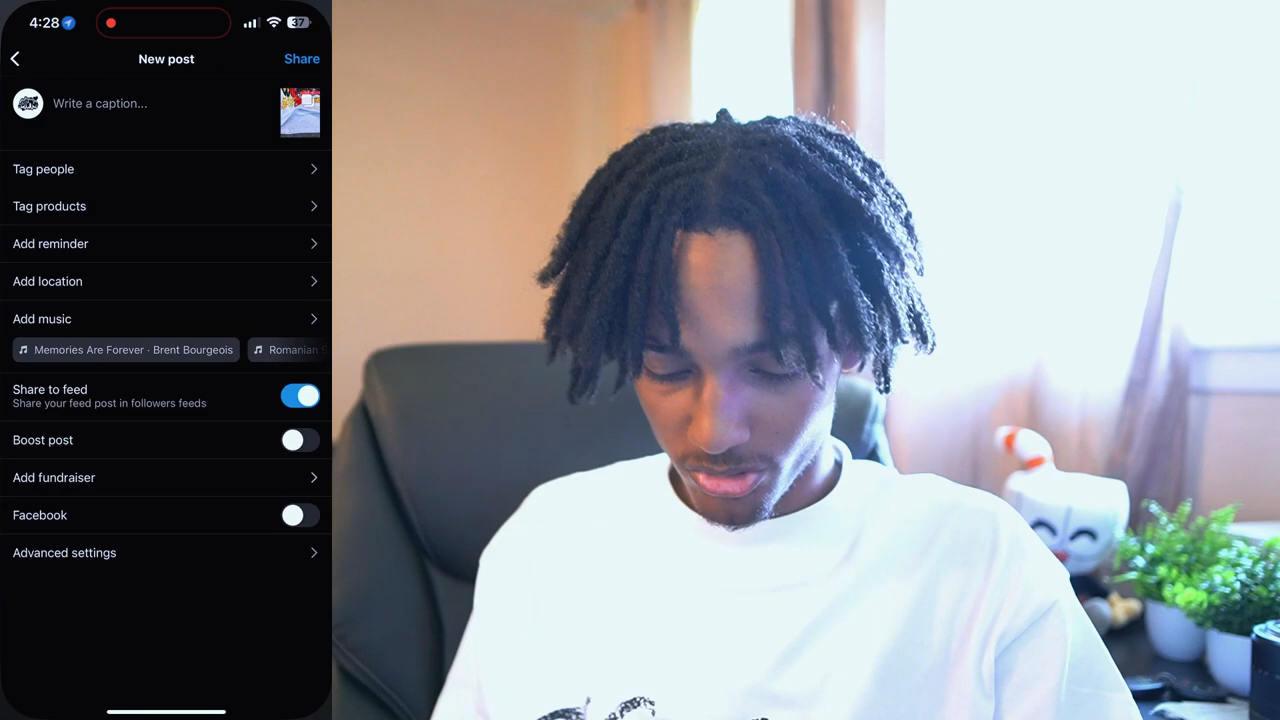 4:28
37
New post
Share
Write a caption...
Tag people
Tag products
Add reminder
Add location
Add music
Memories Are Forever · Brent Bourgeois
Romanian
Share to feed
Share your feed post in followers feeds
Boost post
Add fundraiser
Facebook
Advanced settings